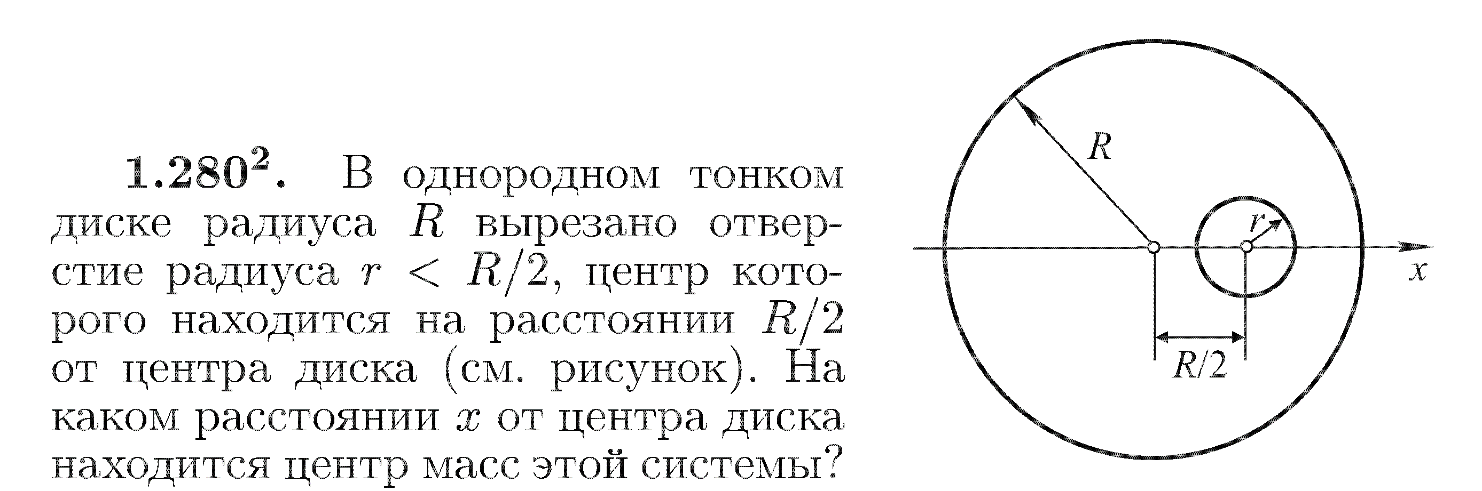 1.280². В однородном тонком
диске радиуса R вырезано отвер-
стие радиуса r < R/2, центр кото-
рого находится на расстоянии R/2
от центра диска (см. рисунок). На
каком расстоянии x от центра диска
находится центр масс этой системы?
R
r
x
R/2